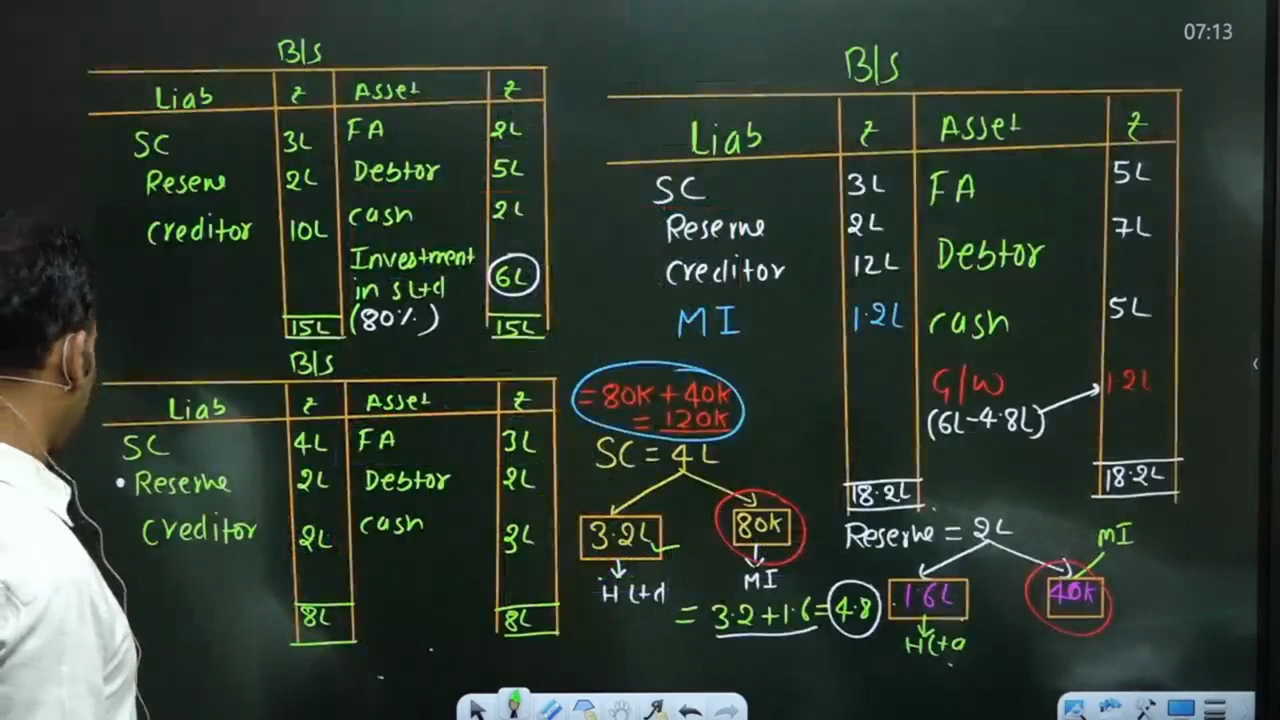 07:13
B/S
Liab ₹ Asset ₹
SC 3L FA 2L
Reserve 2L Debtor 5L
Creditor 10L cash 2L
Investment
in SLtd 6L
(80%)
15L 15L
B/S
Liab ₹ Asset ₹
SC 4L FA 3L
Reserve 2L Debtor 2L
Creditor 2L cash 3L
8L 8L
B/S
Liab ₹ Asset ₹
SC 3L FA 5L
Reserve 2L Debtor 7L
Creditor 12L cash 5L
MI 1.2L
G/W 1.2L
(6L-4.8L)
18.2L 18.2L
= 80K + 40K
= 120K
SC = 4L
3.2L 80K
H Ltd MI
= 3.2+1.6 = 4.8
Reserve = 2L
MI
1.6L 40K
H Ltd